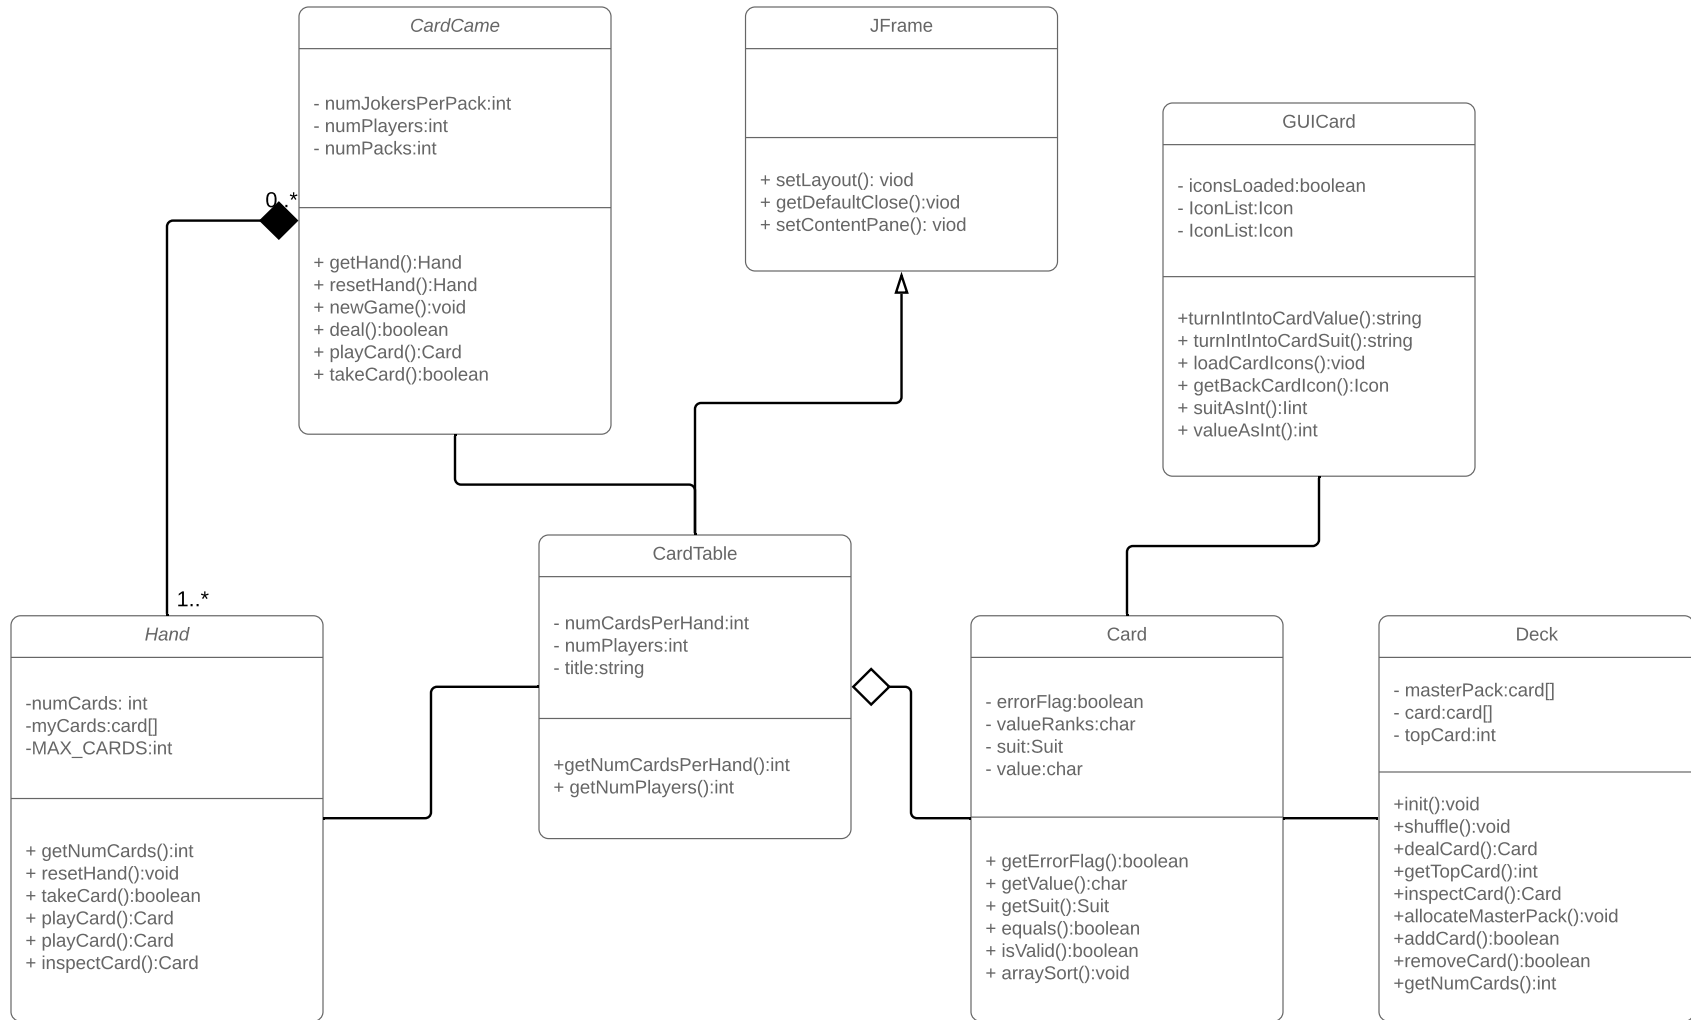 CardCame
- numJokersPerPack:int
- numPlayers:int
- numPacks:int
+ getHand():Hand
+ resetHand():Hand
+ newGame():void
+ deal():boolean
+ playCard():Card
+ takeCard():boolean
JFrame
+ setLayout(): viod
+ getDefaultClose():viod
+ setContentPane(): viod
GUICard
- iconsLoaded:boolean
- IconList:Icon
- IconList:Icon
+turnIntIntoCardValue():string
+ turnIntIntoCardSuit():string
+ loadCardIcons():viod
+ getBackCardIcon():Icon
+ suitAsInt():Iint
+ valueAsInt():int
0..*
1..*
Hand
-numCards: int
-myCards:card[]
-MAX_CARDS:int
+ getNumCards():int
+ resetHand():void
+ takeCard():boolean
+ playCard():Card
+ playCard():Card
+ inspectCard():Card
CardTable
- numCardsPerHand:int
- numPlayers:int
- title:string
+getNumCardsPerHand():int
+ getNumPlayers():int
Card
- errorFlag:boolean
- valueRanks:char
- suit:Suit
- value:char
+ getErrorFlag():boolean
+ getValue():char
+ getSuit():Suit
+ equals():boolean
+ isValid():boolean
+ arraySort():void
Deck
- masterPack:card[]
- card:card[]
- topCard:int
+init():void
+shuffle():void
+dealCard():Card
+getTopCard():int
+inspectCard():Card
+allocateMasterPack():void
+addCard():boolean
+removeCard():boolean
+getNumCards():int